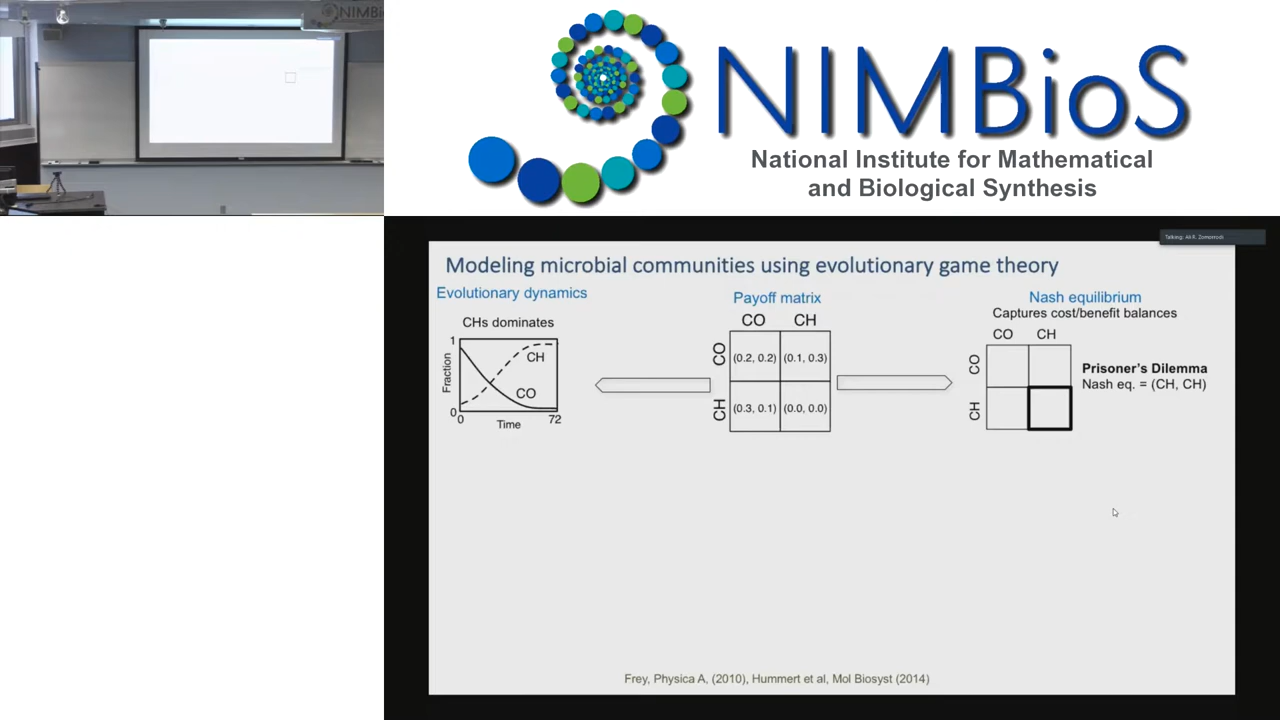 NIMBioS
NIMBioS
National Institute for Mathematical
and Biological Synthesis
Talking: Ali R. Zomorrodi
Modeling microbial communities using evolutionary game theory
Evolutionary dynamics
CHs dominates
1
Fraction
CH
CO
0
0
Time
72
Payoff matrix
CO CH
CO
(0.2, 0.2) (0.1, 0.3)
CH
(0.3, 0.1) (0.0, 0.0)
Nash equilibrium
Captures cost/benefit balances
CO CH
CO
CH
Prisoner's Dilemma
Nash eq. = (CH, CH)
Frey, Physica A, (2010), Hummert et al, Mol Biosyst (2014)